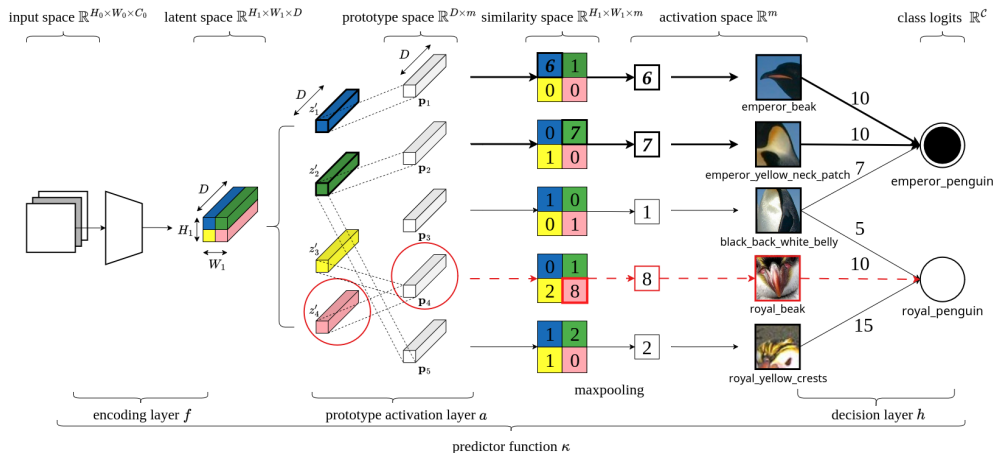 input space ℝ^{H₀×W₀×C₀} latent space ℝ^{H₁×W₁×D} prototype space ℝ^{D×m} similarity space ℝ^{H₁×W₁×m} activation space ℝ^m class logits ℝ^𝒞
D
D
z′₁
p₁
6 1
0 0
6
emperor_beak
10
z′₂
p₂
0 7
1 0
7
emperor_yellow_neck_patch
10
emperor_penguin
D
H₁
W₁
p₃
1 0
0 1
1
black_back_white_belly
7
5
z′₃
z′₄
p₄
0 1
2 8
8
royal_beak
10
royal_penguin
p₅
1 2
1 0
2
royal_yellow_crests
15
maxpooling
encoding layer f prototype activation layer a decision layer h
predictor function κ